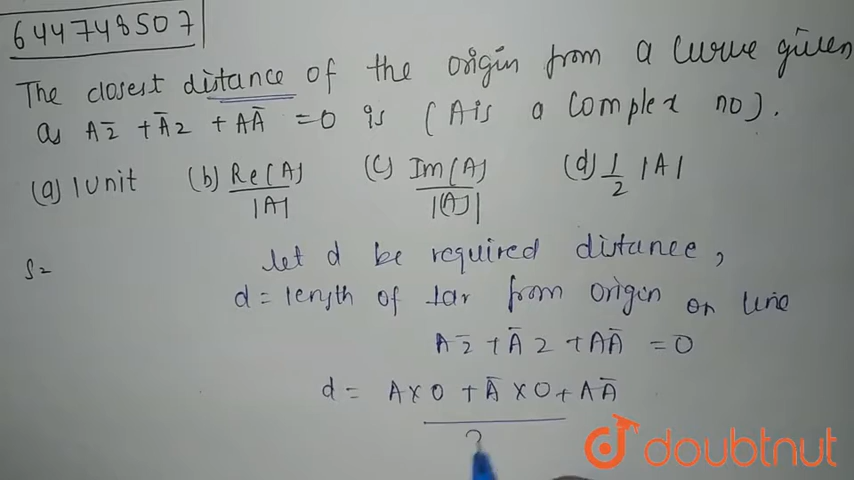 644748507
The closest distance of the origin from a curve given
as Az̄ + Āz + AĀ = 0 is (A is a complex no).
(a) 1 Unit (b) Re(A)/|A| (c) Im(A)/|(A)| (d) 1/2 |A|
S=
let d be required distance,
d = length of tar from origin on line
Az̄ + Āz + AĀ = 0
d = A×0 + Ā×0 + AĀ
2
doubtnut